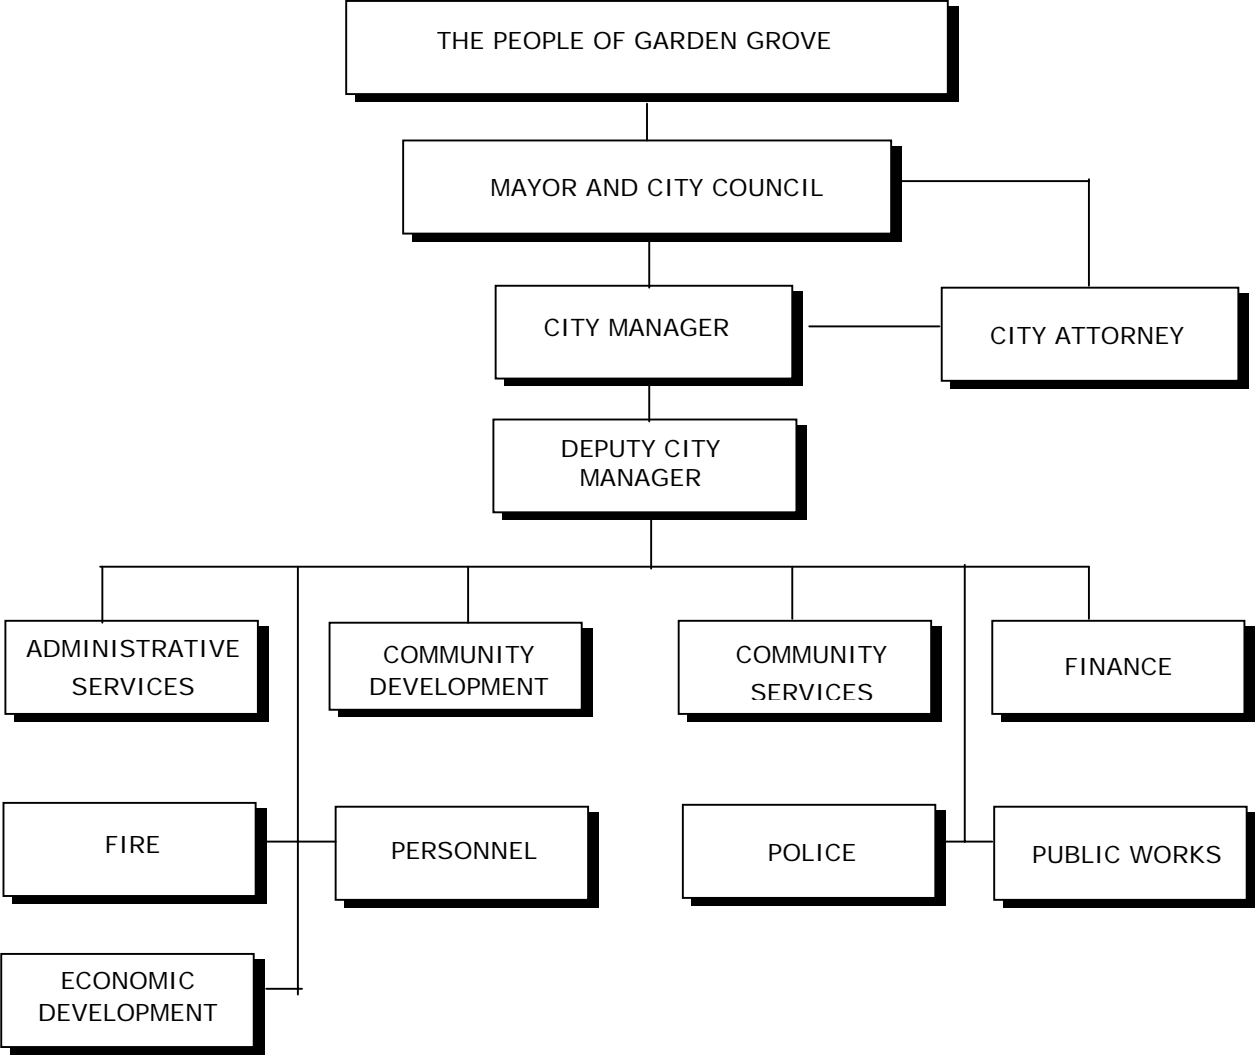 THE PEOPLE OF GARDEN GROVE
MAYOR AND CITY COUNCIL
CITY MANAGER
CITY ATTORNEY
DEPUTY CITY
MANAGER
ADMINISTRATIVE
SERVICES
COMMUNITY
DEVELOPMENT
COMMUNITY
SERVICES
FINANCE
FIRE
PERSONNEL
POLICE
PUBLIC WORKS
ECONOMIC
DEVELOPMENT